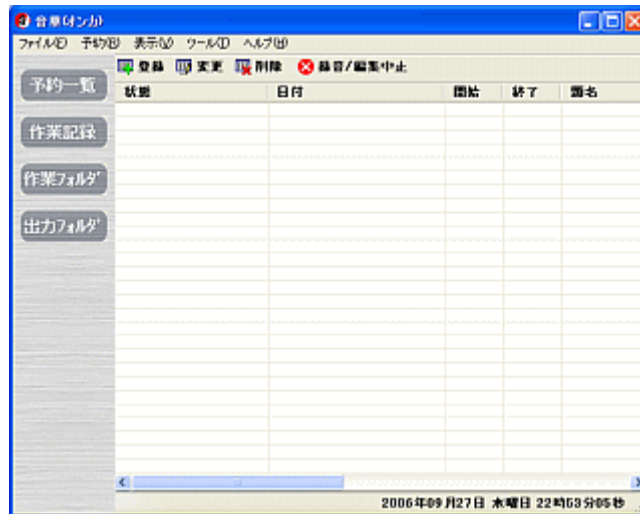 音庫(オンカ)
ファイル(F) 予約(R) 表示(V) ツール(T) ヘルプ(H)
登録 変更 削除 録音/編集中止
予約一覧
状態 日付 開始 終了 題名
作業記録
作業フォルダ
出力フォルダ
2006年09月27日 水曜日 22時53分05秒